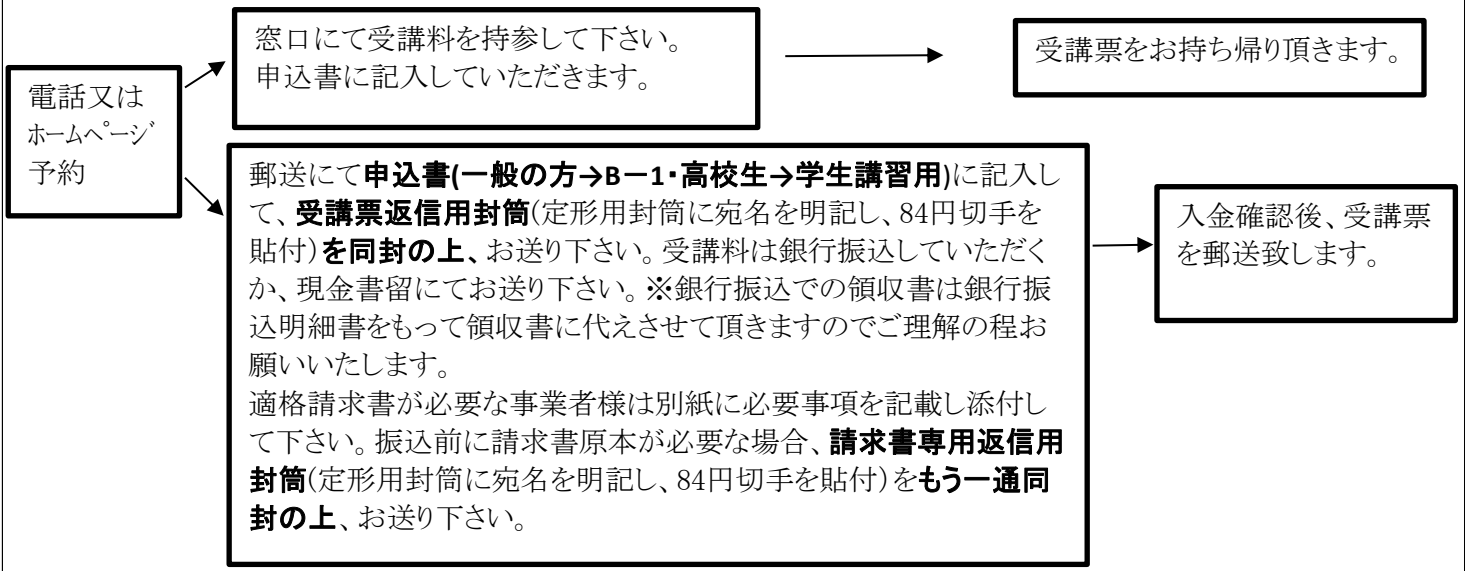 電話又は
ホームページ
予約
窓口にて受講料を持参して下さい。
申込書に記入していただきます。
受講票をお持ち帰り頂きます。
郵送にて申込書(一般の方→B－1・高校生→学生講習用)に記入し
て、受講票返信用封筒(定形用封筒に宛名を明記し、84円切手を
貼付)を同封の上、お送り下さい。受講料は銀行振込していただく
か、現金書留にてお送り下さい。※銀行振込での領収書は銀行振
込明細書をもって領収書に代えさせて頂きますのでご理解の程お
願いいたします。
適格請求書が必要な事業者様は別紙に必要事項を記載し添付し
て下さい。振込前に請求書原本が必要な場合、請求書専用返信用
封筒(定形用封筒に宛名を明記し、84円切手を貼付)をもう一通同
封の上、お送り下さい。
入金確認後、受講票
を郵送致します。